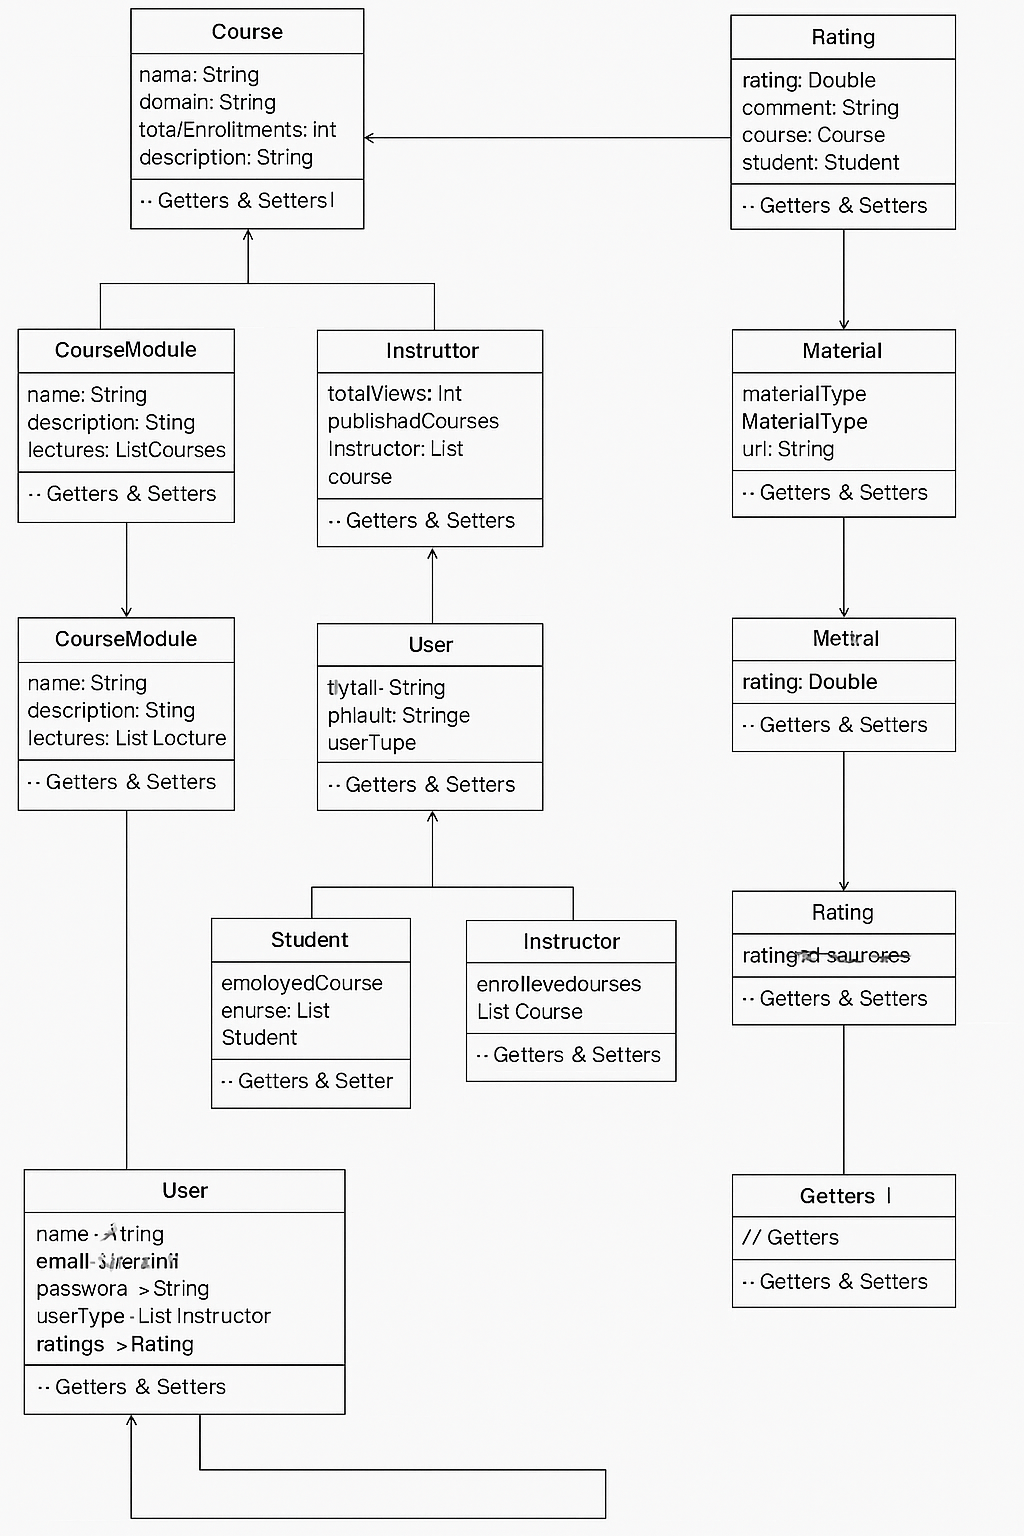 Course
nama: String
domain: String
tota/Enrolitments: int
description: String
-- Getters & Setters|
Rating
rating: Double
comment: String
course: Course
student: Student
-- Getters & Setters
CourseModule
name: String
description: Sting
lectures: ListCourses
-- Getters & Setters
Instruttor
totalViews: Int
publishadCourses
Instructor: List
course
-- Getters & Setters
Material
materialType
MaterialType
url: String
-- Getters & Setters
CourseModule
name: String
description: Sting
lectures: List Locture
-- Getters & Setters
User
tlytall- String
phlault: Stringe
userTupe
-- Getters & Setters
rating: Double
-- Getters & Setters
Student
emoloyedCourse
enurse: List
Student
-- Getters & Setter
Instructor
enrollevedourses
List Course
-- Getters & Setters
Rating
-- Getters & Setters
User
name -
emall-
passwora > String
userType - List Instructor
ratings > Rating
-- Getters & Setters
Getters |
// Getters
-- Getters & Setters